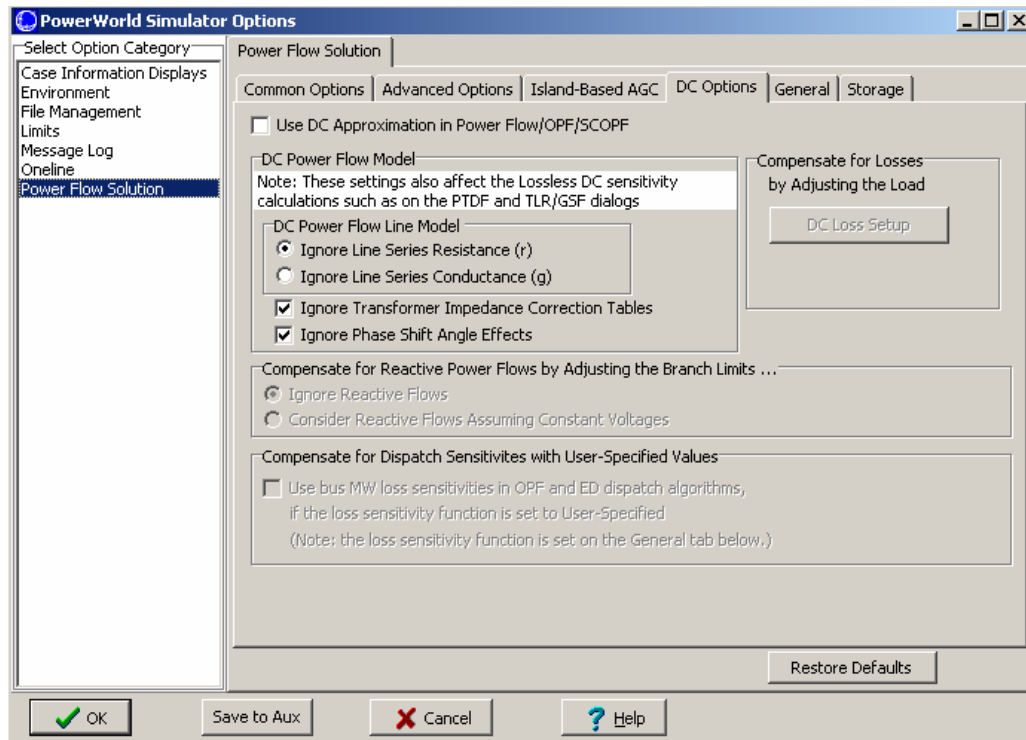 PowerWorld Simulator Options
Select Option Category
Case Information Displays
Environment
File Management
Limits
Message Log
Oneline
Power Flow Solution
Power Flow Solution
Common Options
Advanced Options
Island-Based AGC
DC Options
General
Storage
Use DC Approximation in Power Flow/OPF/SCOPF
DC Power Flow Model
Note: These settings also affect the Lossless DC sensitivity
calculations such as on the PTDF and TLR/GSF dialogs
DC Power Flow Line Model
Ignore Line Series Resistance (r)
Ignore Line Series Conductance (g)
Ignore Transformer Impedance Correction Tables
Ignore Phase Shift Angle Effects
Compensate for Losses
by Adjusting the Load
DC Loss Setup
Compensate for Reactive Power Flows by Adjusting the Branch Limits ...
Ignore Reactive Flows
Consider Reactive Flows Assuming Constant Voltages
Compensate for Dispatch Sensitivites with User-Specified Values
Use bus MW loss sensitivities in OPF and ED dispatch algorithms,
if the loss sensitivity function is set to User-Specified
(Note: the loss sensitivity function is set on the General tab below.)
Restore Defaults
OK
Save to Aux
Cancel
? Help